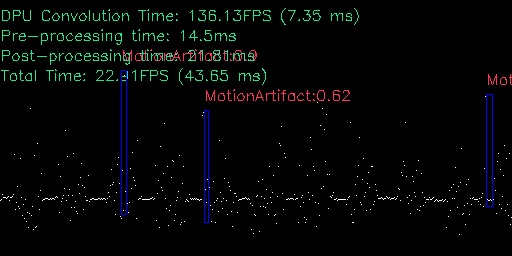 DPU Convolution Time: 136.13FPS (7.35 ms)
Pre-processing time: 14.5ms
Post-processing time: 21.81ms
MotionArtifact:0.9
Total Time: 22.91FPS (43.65 ms)
MotionArtifact:0.62
Mot